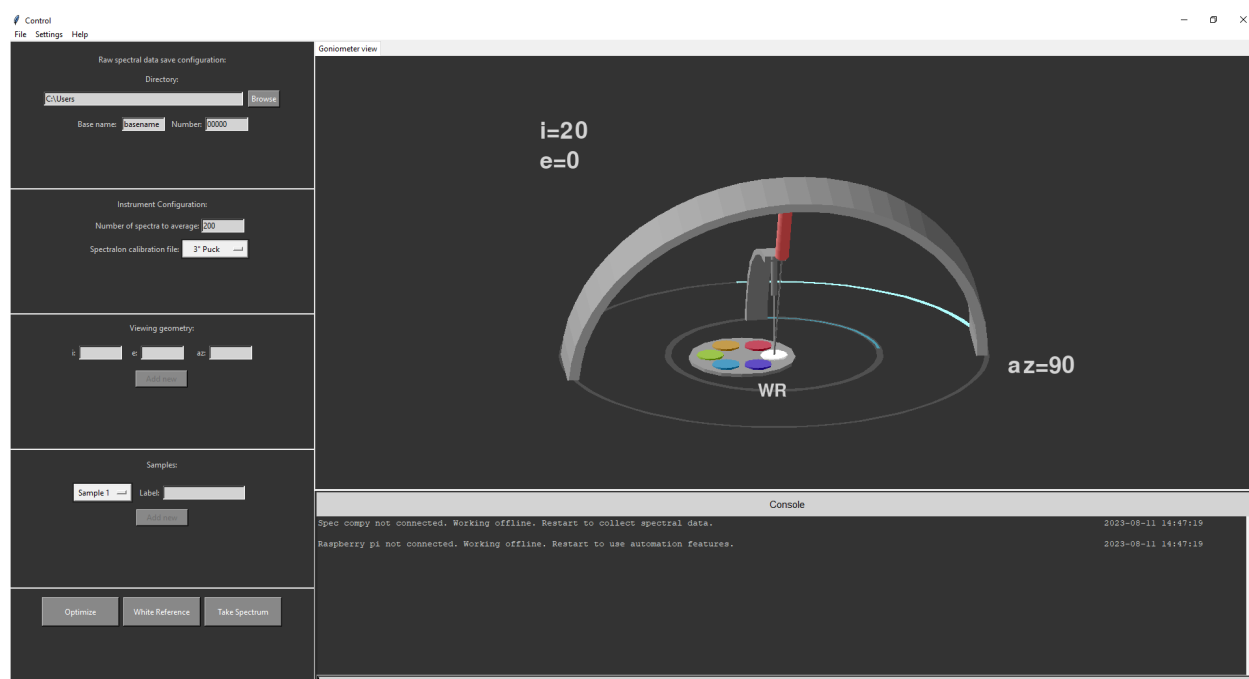 Control
File Settings Help
Raw spectral data save configuration:
Directory:
C:\Users Browse
Base name: basename Number: 00000
Instrument Configuration:
Number of spectra to average: 200
Spectralon calibration file: 3" Puck
Viewing geometry:
i: e: az:
Add new
Samples:
Sample 1 Label:
Add new
Optimize White Reference Take Spectrum
Goniometer view
i=20
e=0
az=90
WR
Console
Spec compy not connected. Working offline. Restart to collect spectral data. 2023-08-11 14:47:19
Raspberry pi not connected. Working offline. Restart to use automation features. 2023-08-11 14:47:19